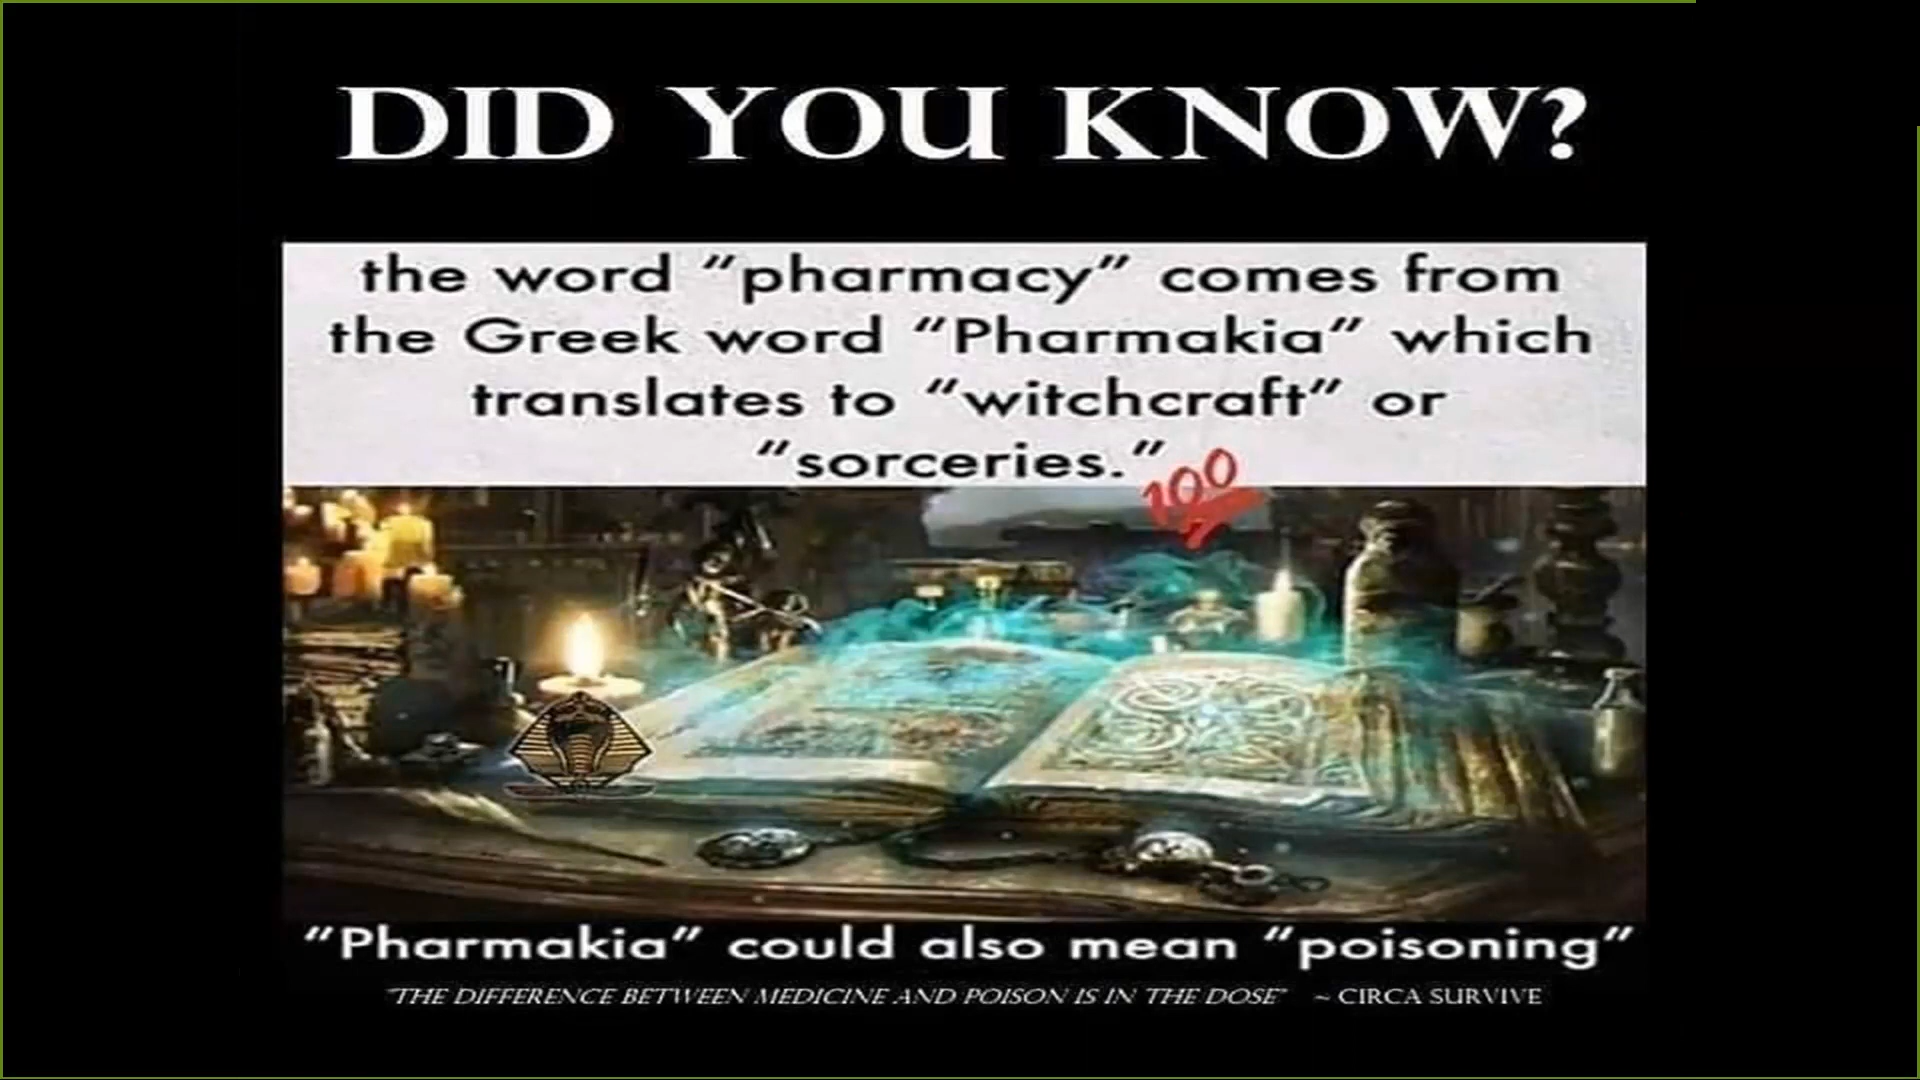 DID YOU KNOW?
the word “pharmacy” comes from
the Greek word “Pharmakia” which
translates to “witchcraft” or
“sorceries.”
100
“Pharmakia” could also mean “poisoning”
"THE DIFFERENCE BETWEEN MEDICINE AND POISON IS IN THE DOSE" ~ CIRCA SURVIVE